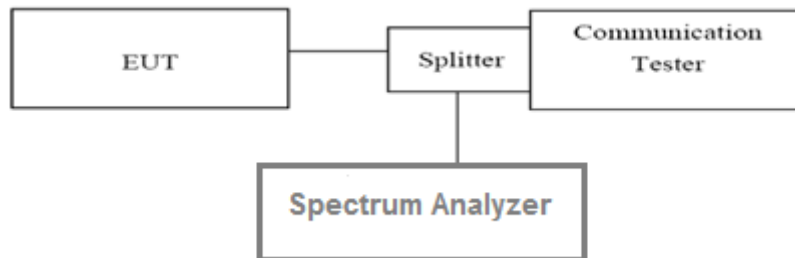 EUT
Splitter
Communication
Tester
Spectrum Analyzer